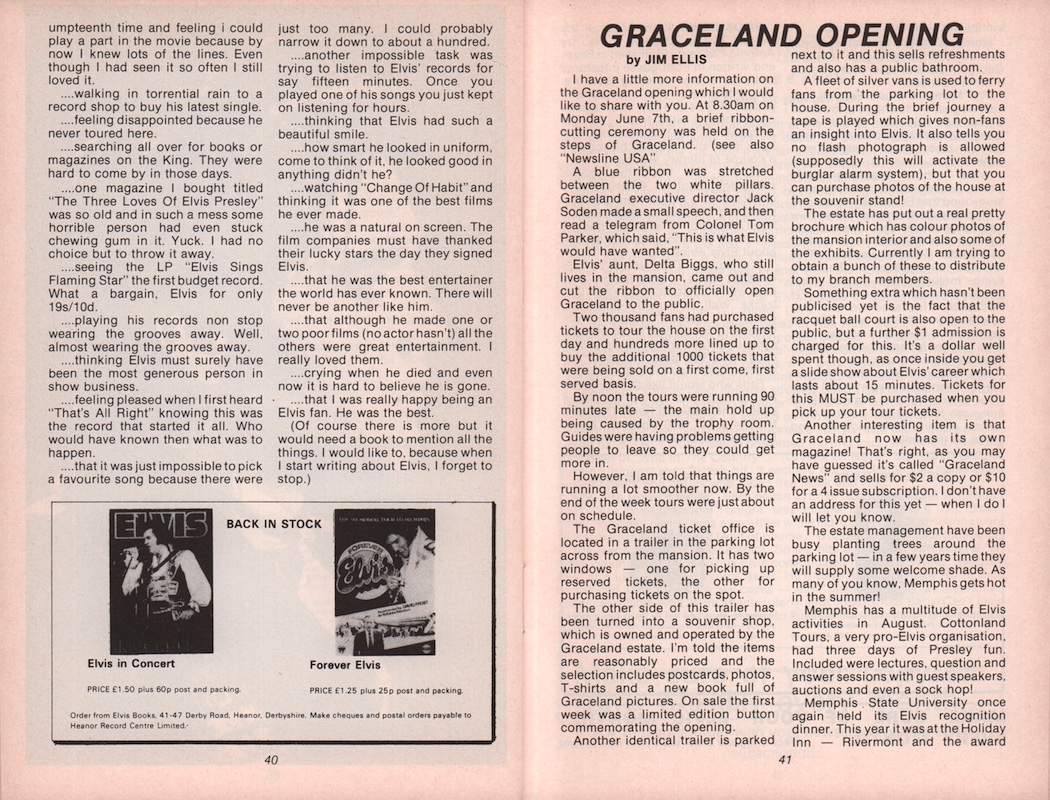 umpteenth time and feeling i could
play a part in the movie because by
now I knew lots of the lines. Even
though I had seen it so often I still
loved it.
....walking in torrential rain to a
record shop to buy his latest single.
....feeling disappointed because he
never toured here.
....searching all over for books or
magazines on the King. They were
hard to come by in those days.
....one magazine I bought titled
"The Three Loves Of Elvis Presley"
was so old and in such a mess some
horrible person had even stuck
chewing gum in it. Yuck. I had no
choice but to throw it away.
....seeing the LP "Elvis Sings
Flaming Star" the first budget record.
What a bargain, Elvis for only
19s/10d.
....playing his records non stop
wearing the grooves away. Well,
almost wearing the grooves away.
....thinking Elvis must surely have
been the most generous person in
show business.
....feeling pleased when I first heard
"That's All Right" knowing this was
the record that started it all. Who
would have known then what was to
happen.
....that it was just impossible to pick
a favourite song because there were
just too many. I could probably
narrow it down to about a hundred.
....another impossible task was
trying to listen to Elvis' records for
say fifteen minutes. Once you
played one of his songs you just kept
on listening for hours.
....thinking that Elvis had such a
beautiful smile.
....how smart he looked in uniform,
come to think of it, he looked good in
anything didn't he?
....watching "Change Of Habit" and
thinking it was one of the best films
he ever made.
....he was a natural on screen. The
film companies must have thanked
their lucky stars the day they signed
Elvis.
....that he was the best entertainer
the world has ever known. There will
never be another like him.
....that although he made one or
two poor films (no actor hasn't) all the
others were great entertainment. I
really loved them.
....crying when he died and even
now it is hard to believe he is gone.
....that I was really happy being an
Elvis fan. He was the best.
(Of course there is more but it
would need a book to mention all the
things. I would like to, because when
I start writing about Elvis, I forget to
stop.)
BACK IN STOCK
ELVIS
FOREVER
Elvis
Elvis in Concert
Forever Elvis
PRICE £1.50 plus 60p post and packing.
PRICE £1.25 plus 25p post and packing.
Order from Elvis Books, 41-47 Derby Road, Heanor, Derbyshire. Make cheques and postal orders payable to
Heanor Record Centre Limited.
40
GRACELAND OPENING
by JIM ELLIS
I have a little more information on
the Graceland opening which I would
like to share with you. At 8.30am on
Monday June 7th, a brief ribbon-
cutting ceremony was held on the
steps of Graceland. (see also
"Newsline USA"
A blue ribbon was stretched
between the two white pillars.
Graceland executive director Jack
Soden made a small speech, and then
read a telegram from Colonel Tom
Parker, which said, "This is what Elvis
would have wanted".
Elvis' aunt, Delta Biggs, who still
lives in the mansion, came out and
cut the ribbon to officially open
Graceland to the public.
Two thousand fans had purchased
tickets to tour the house on the first
day and hundreds more lined up to
buy the additional 1000 tickets that
were being sold on a first come, first
served basis.
By noon the tours were running 90
minutes late — the main hold up
being caused by the trophy room.
Guides were having problems getting
people to leave so they could get
more in.
However, I am told that things are
running a lot smoother now. By the
end of the week tours were just about
on schedule.
The Graceland ticket office is
located in a trailer in the parking lot
across from the mansion. It has two
windows — one for picking up
reserved tickets, the other for
purchasing tickets on the spot.
The other side of this trailer has
been turned into a souvenir shop,
which is owned and operated by the
Graceland estate. I'm told the items
are reasonably priced and the
selection includes postcards, photos,
T-shirts and a new book full of
Graceland pictures. On sale the first
week was a limited edition button
commemorating the opening.
Another identical trailer is parked
next to it and this sells refreshments
and also has a public bathroom.
A fleet of silver vans is used to ferry
fans from the parking lot to the
house. During the brief journey a
tape is played which gives non-fans
an insight into Elvis. It also tells you
no flash photograph is allowed
(supposedly this will activate the
burglar alarm system), but that you
can purchase photos of the house at
the souvenir stand!
The estate has put out a real pretty
brochure which has colour photos of
the mansion interior and also some of
the exhibits. Currently I am trying to
obtain a bunch of these to distribute
to my branch members.
Something extra which hasn't been
publicised yet is the fact that the
racquet ball court is also open to the
public, but a further $1 admission is
charged for this. It's a dollar well
spent though, as once inside you get
a slide show about Elvis' career which
lasts about 15 minutes. Tickets for
this MUST be purchased when you
pick up your tour tickets.
Another interesting item is that
Graceland now has its own
magazine! That's right, as you may
have guessed it's called "Graceland
News" and sells for $2 a copy or $10
for a 4 issue subscription. I don't have
an address for this yet — when I do I
will let you know.
The estate management have been
busy planting trees around the
parking lot — in a few years time they
will supply some welcome shade. As
many of you know, Memphis gets hot
in the summer!
Memphis has a multitude of Elvis
activities in August. Cottonland
Tours, a very pro-Elvis organisation,
had three days of Presley fun.
Included were lectures, question and
answer sessions with guest speakers,
auctions and even a sock hop!
Memphis State University once
again held its Elvis recognition
dinner. This year it was at the Holiday
Inn — Rivermont and the award
41